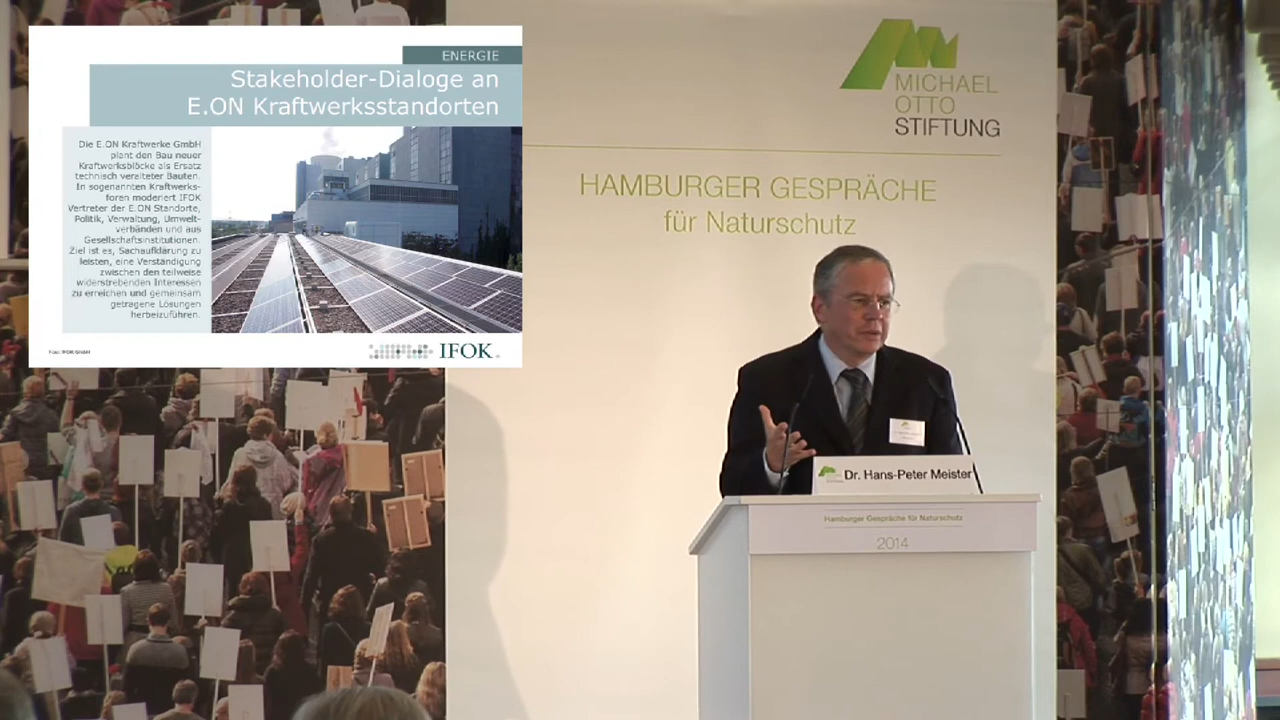 ENERGIE
Stakeholder-Dialoge an
E.ON Kraftwerksstandorten
Die E.ON Kraftwerke GmbH
plant den Bau neuer
Kraftwerksblöcke als Ersatz
technisch veralteter Bauten.
In sogenannten Kraftwerks-
foren moderiert IFOK
Vertreter der E.ON Standorte,
Politik, Verwaltung, Umwelt-
verbänden und aus
Gesellschaftsinstitutionen.
Ziel ist es, Sachaufklärung zu
leisten, eine Verständigung
zwischen den teilweise
widerstrebenden Interessen
zu erreichen und gemeinsam
getragene Lösungen
herbeizuführen.
Foto: IFOK GmbH
IFOK
MICHAEL
OTTO
STIFTUNG
HAMBURGER GESPRÄCHE
für Naturschutz
Dr. Hans-Peter Meister
Hamburger Gespräche für Naturschutz
2014